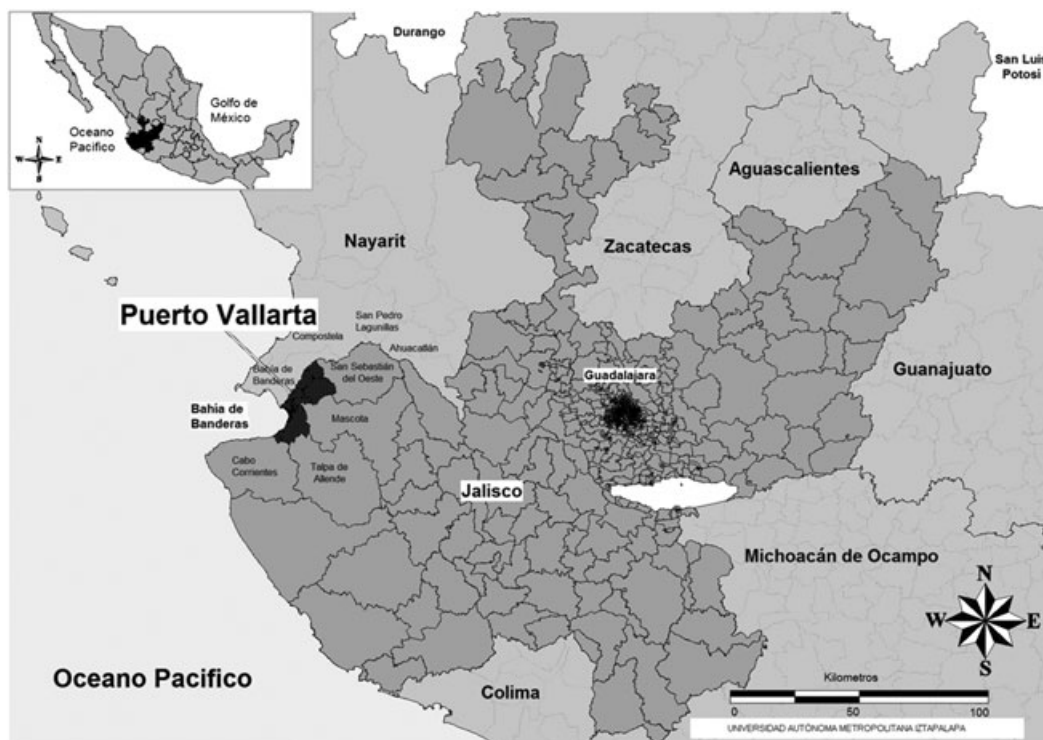 Durango
San Luis
Potosi
Golfo de
México
Oceano
Pacifico
N
W
E
S
Aguascalientes
Nayarit
Zacatecas
Puerto Vallarta
San Pedro
Lagunillas
Compostela
Ahuacatlán
Bahía de
Banderas
San Sebastián
del Oeste
Guadalajara
Guanajuato
Bahia de
Banderas
Mascota
Cabo
Corrientes
Talpa de
Allende
Jalisco
Michoacán de Ocampo
N
W
E
S
Oceano Pacifico
Colima
Kilometros
0
50
100
UNIVERSIDAD AUTÓNOMA METROPOLITANA IZTAPALAPA